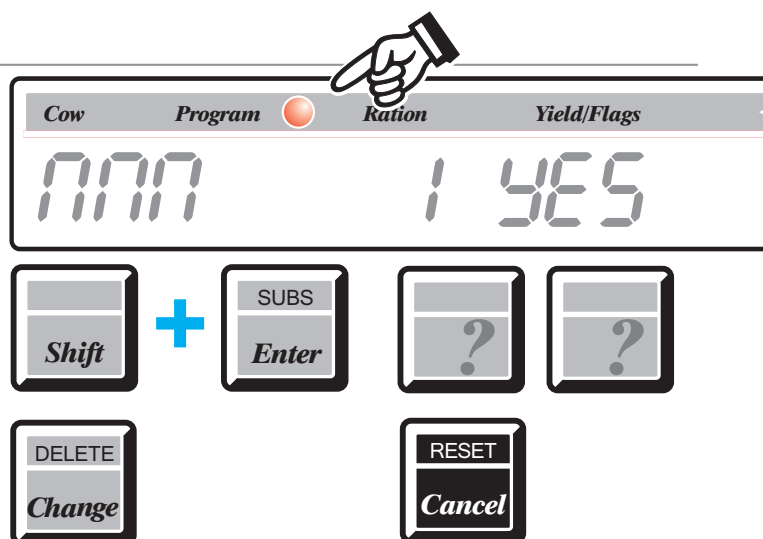 Cow Program Ration Yield/Flags
nnn 1 YES
Shift + SUBS Enter ? ?
DELETE Change RESET Cancel